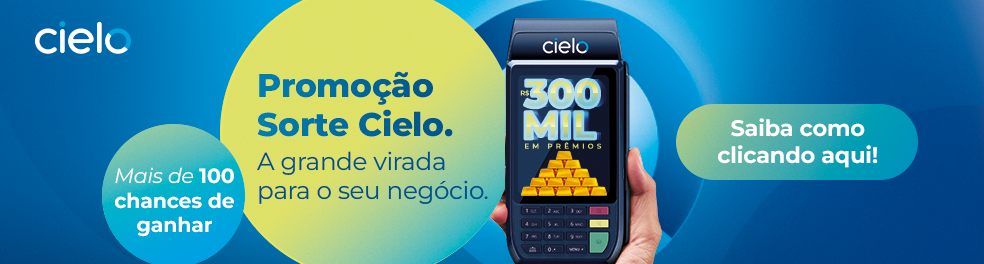 cielo
Promoção
Sorte Cielo.
A grande virada
para o seu negócio.
Mais de 100
chances de
ganhar
cielo
R$ 300
MIL
EM PRÊMIOS
Saiba como
clicando aqui!